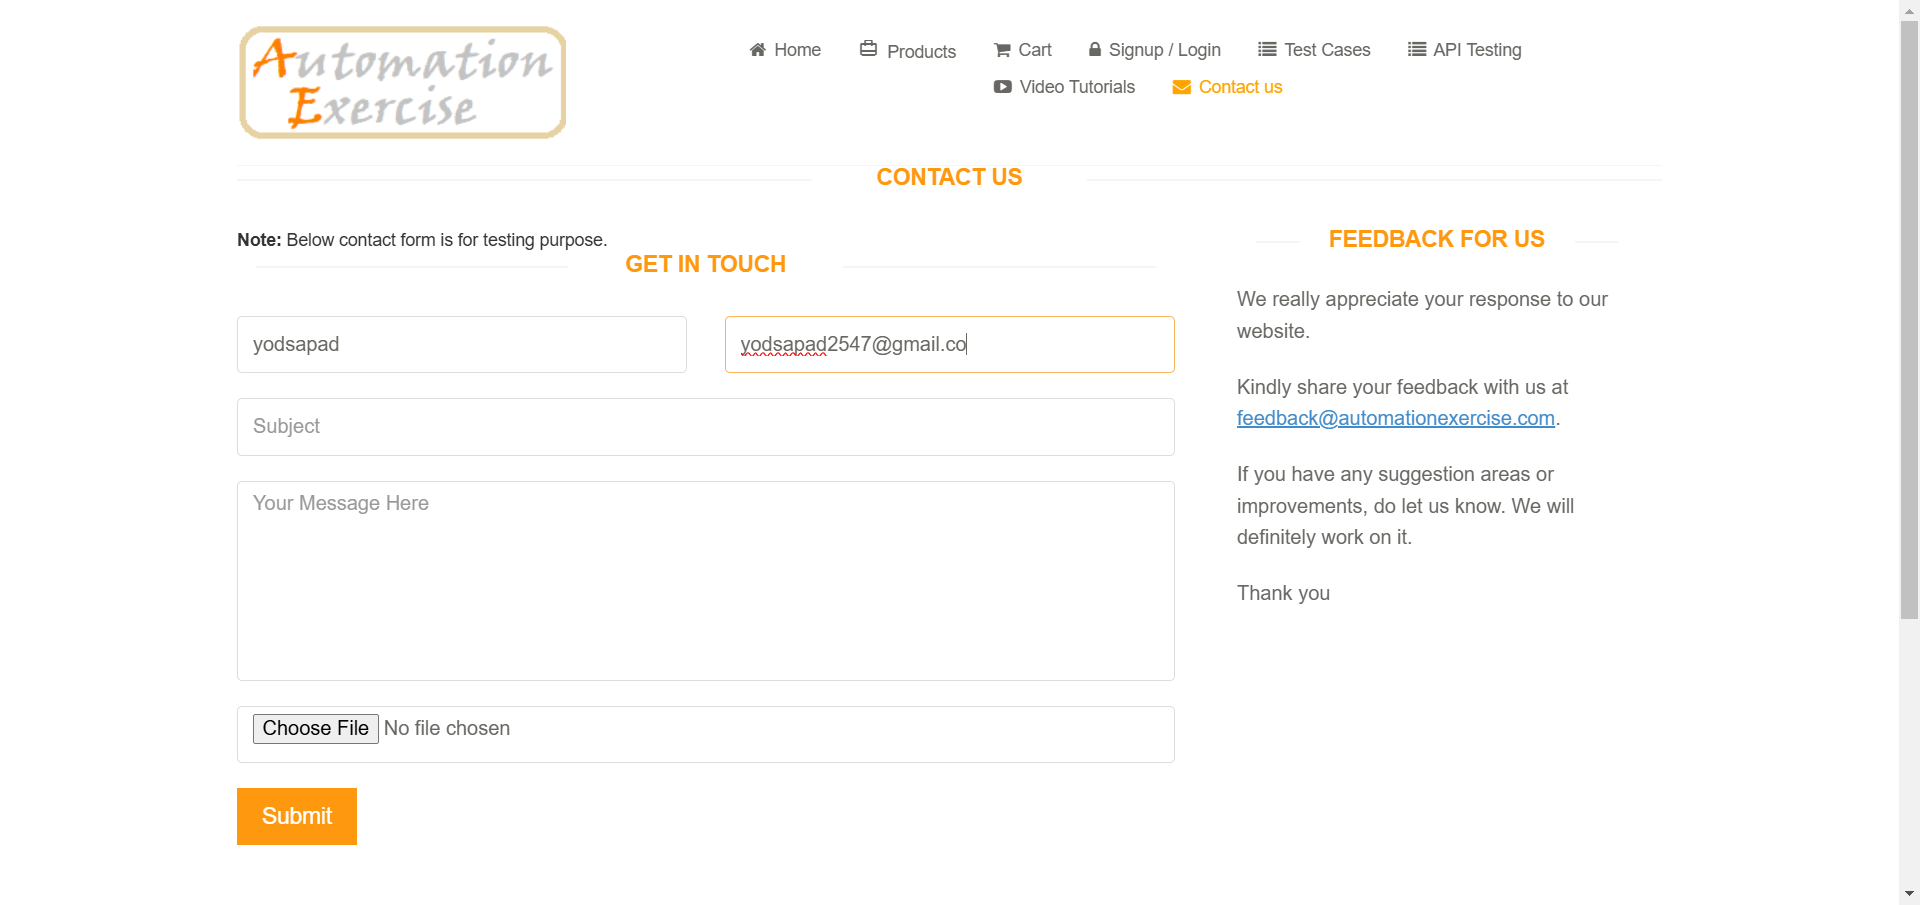 Automation
Exercise
Home
Products
Cart
Signup / Login
Test Cases
API Testing
Video Tutorials
Contact us
CONTACT US
Note: Below contact form is for testing purpose.
GET IN TOUCH
yodsapad
yodsapad2547@gmail.co
Subject
Your Message Here
Choose File No file chosen
Submit
FEEDBACK FOR US
We really appreciate your response to our
website.
Kindly share your feedback with us at
feedback@automationexercise.com.
If you have any suggestion areas or
improvements, do let us know. We will
definitely work on it.
Thank you